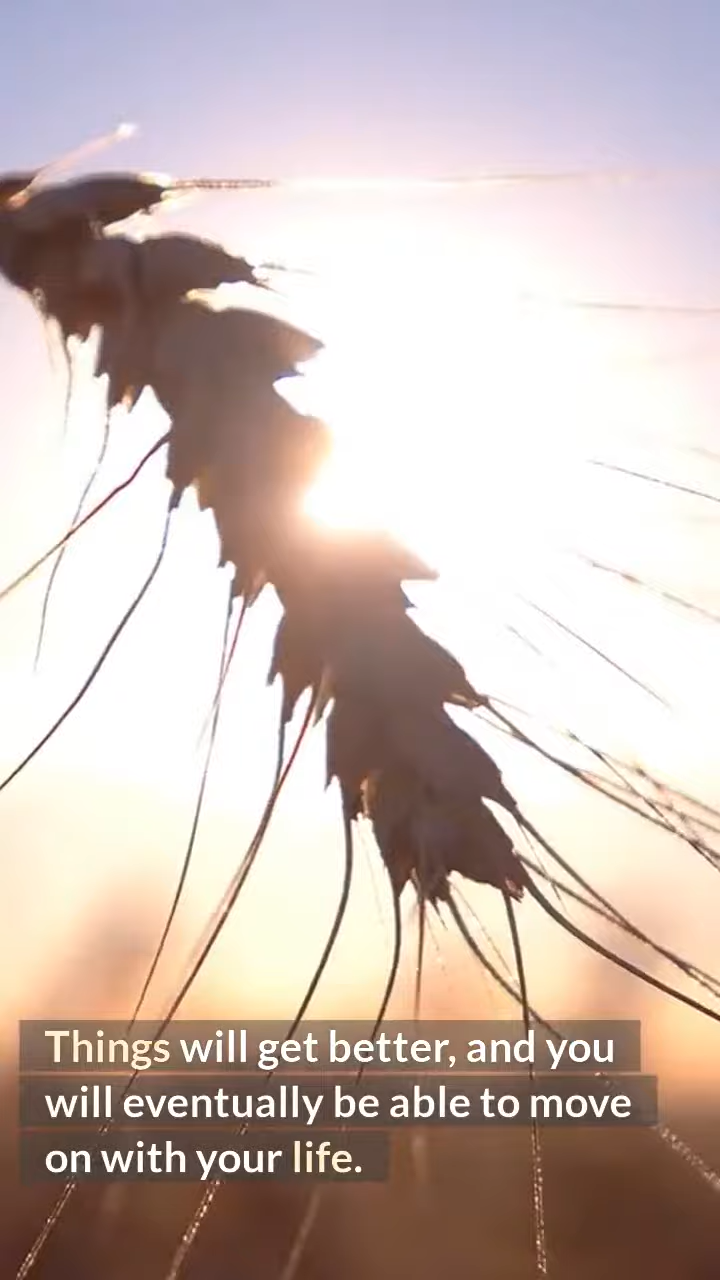 Things will get better, and you
will eventually be able to move
on with your life.